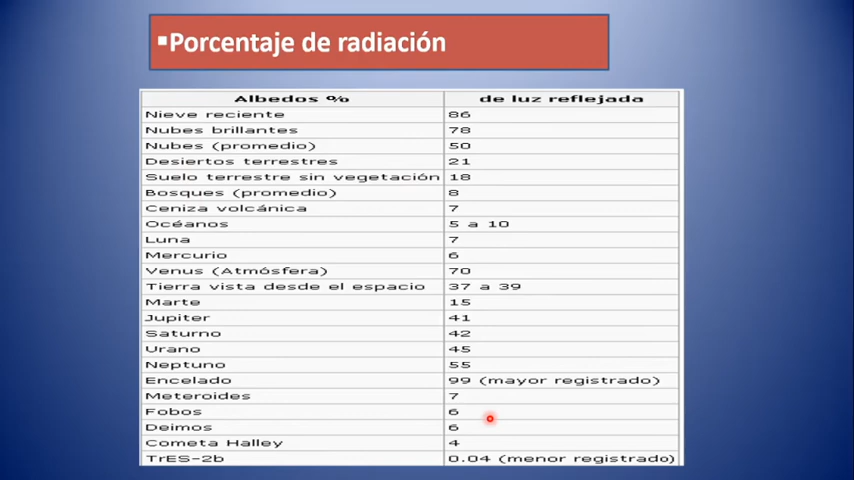 ▪Porcentaje de radiación
Albedos % de luz reflejada
Nieve reciente 86
Nubes brillantes 78
Nubes (promedio) 50
Desiertos terrestres 21
Suelo terrestre sin vegetación 18
Bosques (promedio) 8
Ceniza volcánica 7
Océanos 5 a 10
Luna 7
Mercurio 6
Venus (Atmósfera) 70
Tierra vista desde el espacio 37 a 39
Marte 15
Jupiter 41
Saturno 42
Urano 45
Neptuno 55
Encelado 99 (mayor registrado)
Meteroides 7
Fobos 6
Deimos 6
Cometa Halley 4
TrES-2b 0.04 (menor registrado)